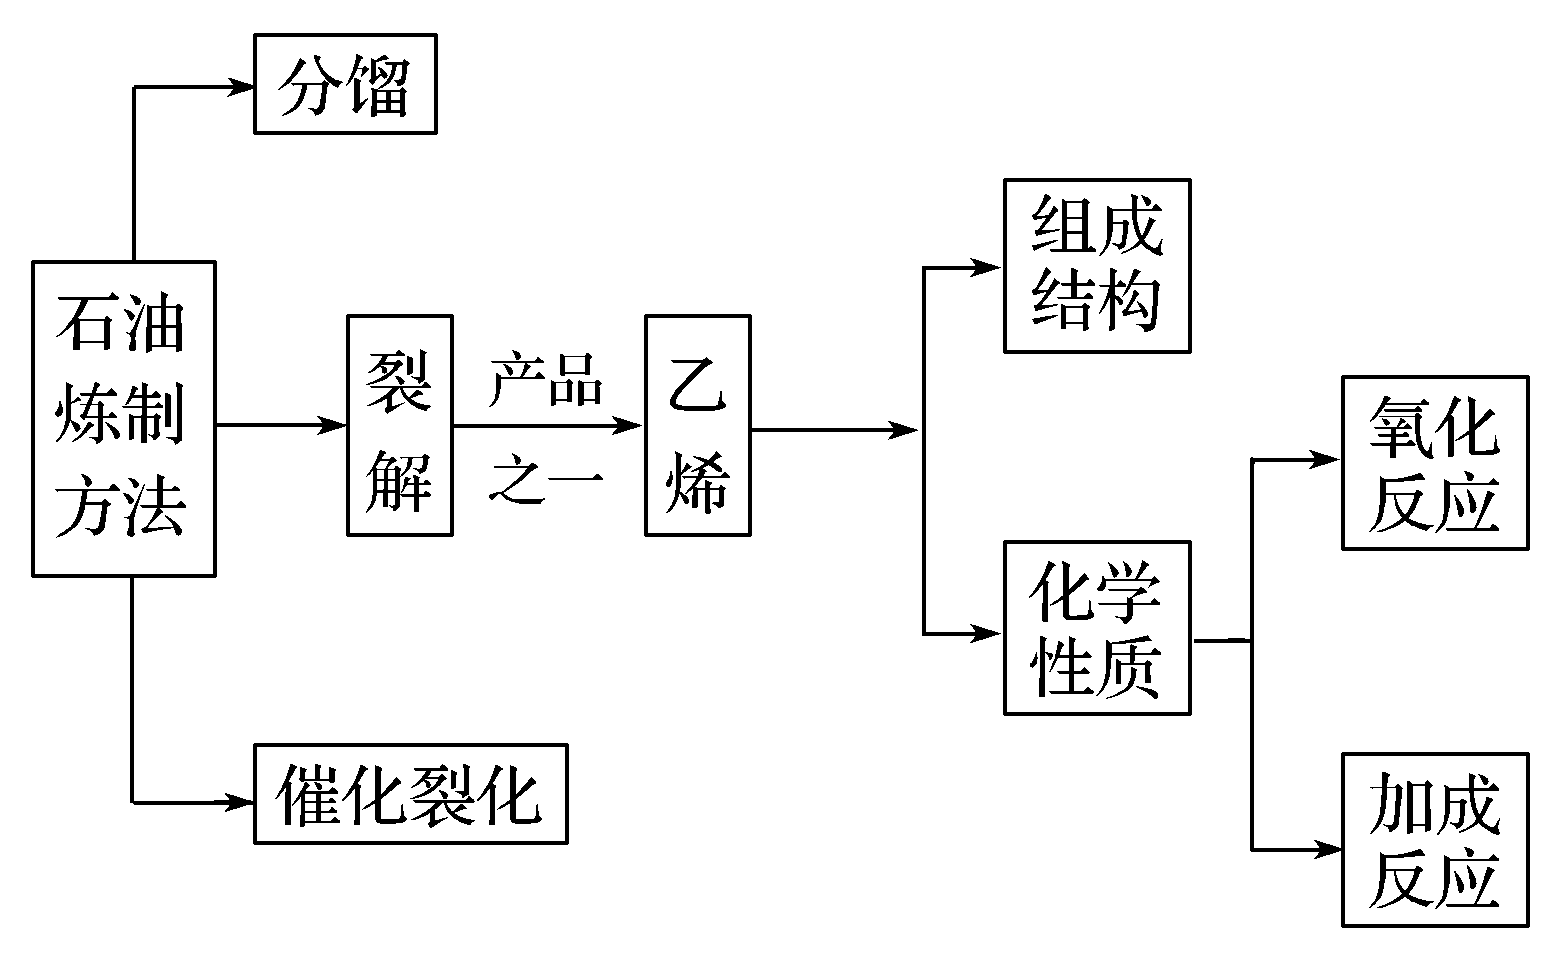 分馏
石油
炼制
方法
裂
解
产品
之一
乙
烯
组成
结构
化学
性质
氧化
反应
加成
反应
催化裂化